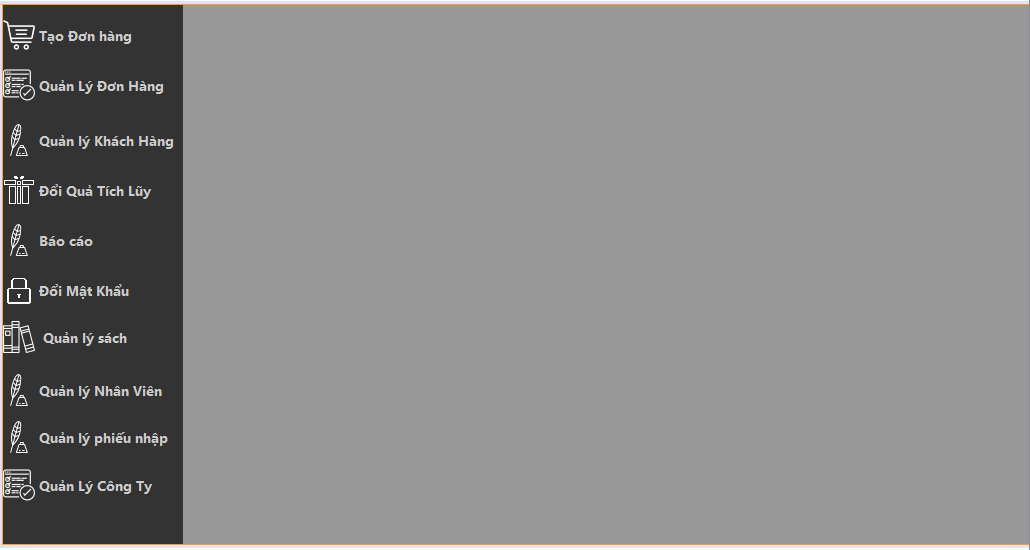 Tạo Đơn hàng
Quản Lý Đơn Hàng
Quản lý Khách Hàng
Đổi Quả Tích Lũy
Báo cáo
Đổi Mật Khẩu
Quản lý sách
Quản lý Nhân Viên
Quản lý phiếu nhập
Quản Lý Công Ty